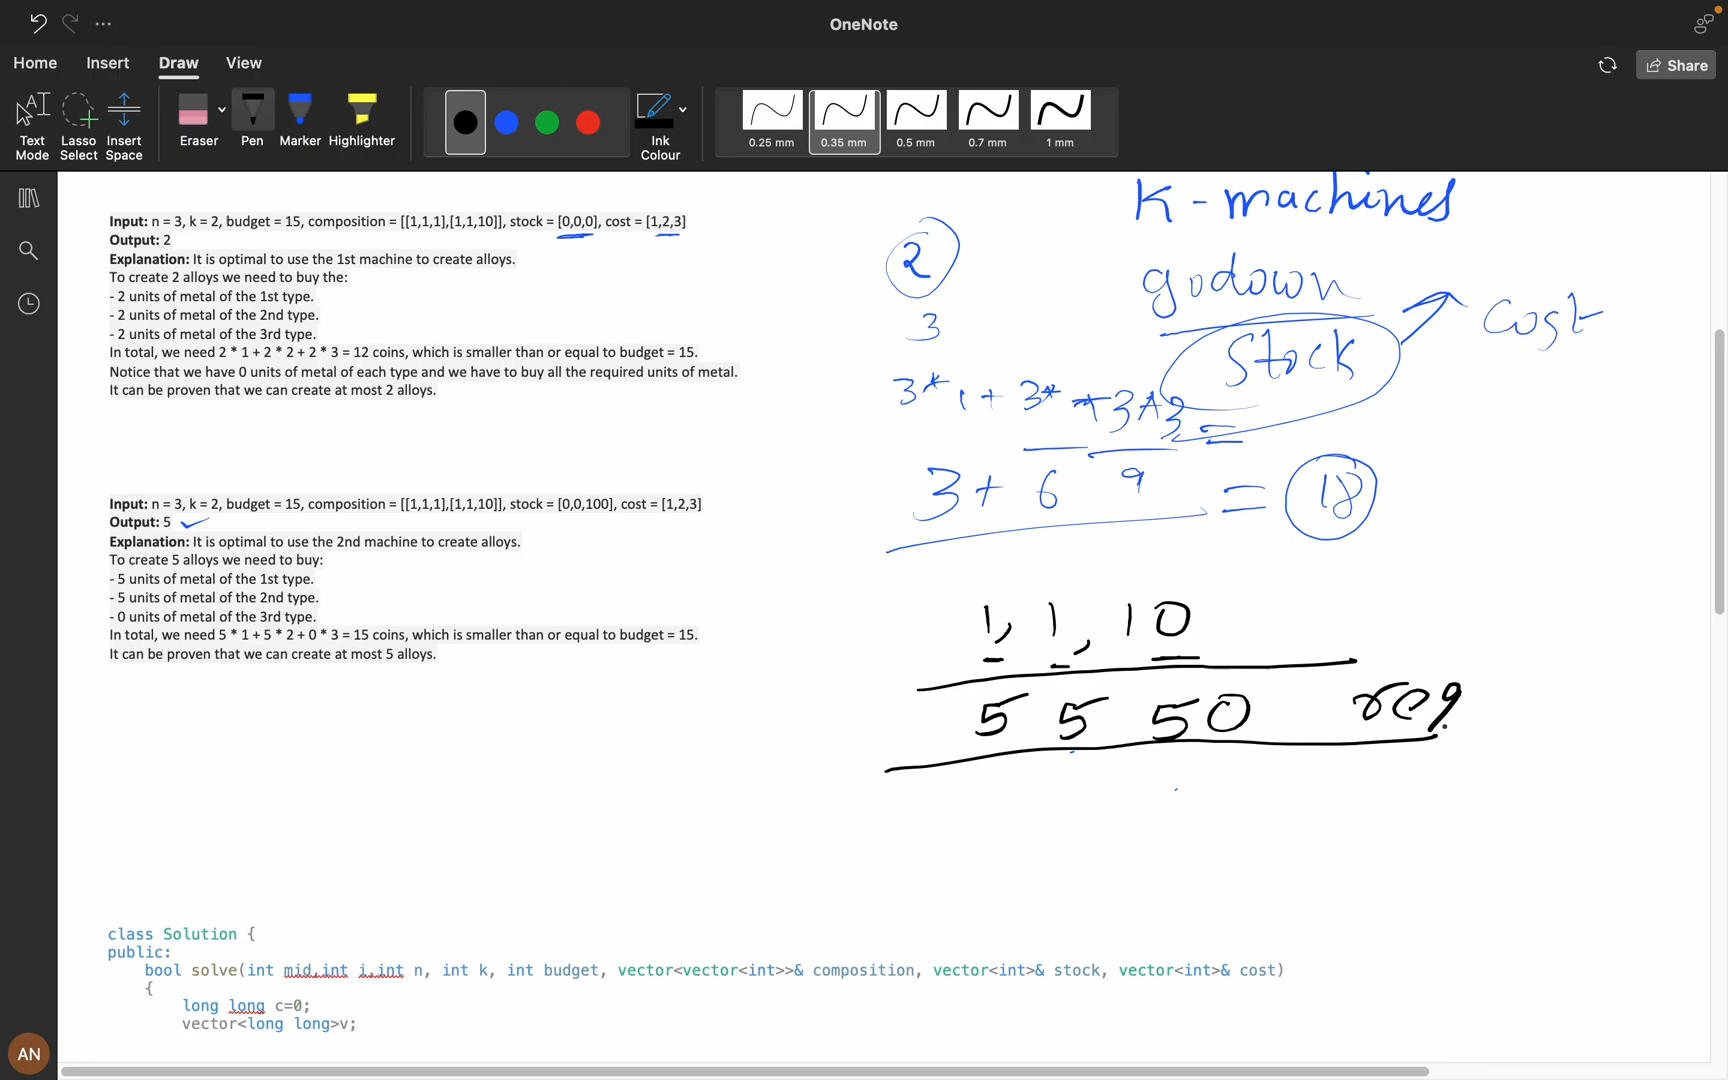 OneNote
Home Insert Draw View
Share
Text Mode
Lasso Select
Insert Space
Eraser
Pen
Marker
Highlighter
Ink Colour
0.25 mm
0.35 mm
0.5 mm
0.7 mm
1 mm
Input: n = 3, k = 2, budget = 15, composition = [[1,1,1],[1,1,10]], stock = [0,0,0], cost = [1,2,3]
Output: 2
Explanation: It is optimal to use the 1st machine to create alloys.
To create 2 alloys we need to buy the:
- 2 units of metal of the 1st type.
- 2 units of metal of the 2nd type.
- 2 units of metal of the 3rd type.
In total, we need 2 * 1 + 2 * 2 + 2 * 3 = 12 coins, which is smaller than or equal to budget = 15.
Notice that we have 0 units of metal of each type and we have to buy all the required units of metal.
It can be proven that we can create at most 2 alloys.
Input: n = 3, k = 2, budget = 15, composition = [[1,1,1],[1,1,10]], stock = [0,0,100], cost = [1,2,3]
Output: 5
Explanation: It is optimal to use the 2nd machine to create alloys.
To create 5 alloys we need to buy:
- 5 units of metal of the 1st type.
- 5 units of metal of the 2nd type.
- 0 units of metal of the 3rd type.
In total, we need 5 * 1 + 5 * 2 + 0 * 3 = 15 coins, which is smaller than or equal to budget = 15.
It can be proven that we can create at most 5 alloys.
K - machines
2
godown
3
stock
cost
3* 1 + 3*
3 + 6 9 = 18
1, 1, 10
5 5 50 req
class Solution {
public:
bool solve(int mid,int i,int n, int k, int budget, vector<vector<int>>& composition, vector<int>& stock, vector<int>& cost)
{
long long c=0;
vector<long long>v;
AN